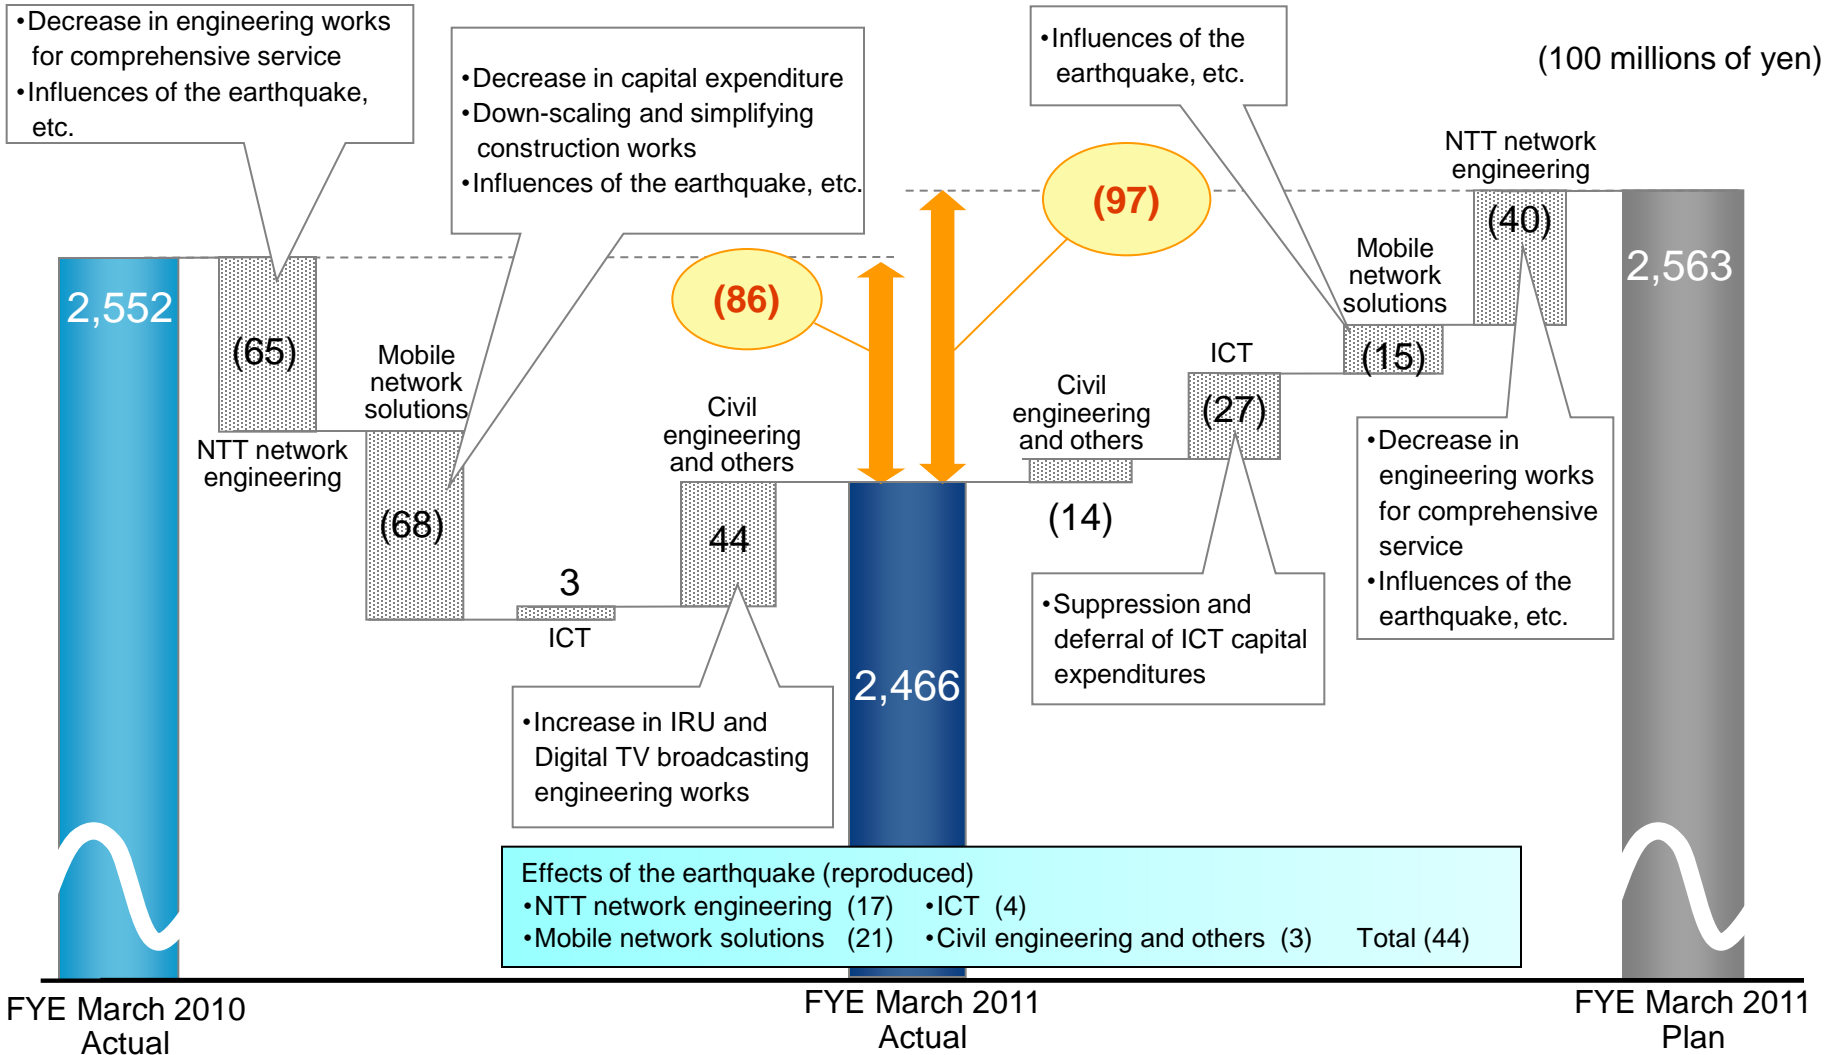 •Decrease in engineering works
for comprehensive service
•Influences of the earthquake,
etc.
•Decrease in capital expenditure
•Down-scaling and simplifying
construction works
•Influences of the earthquake, etc.
•Influences of the
earthquake, etc.
(100 millions of yen)
2,552
(65)
NTT network
engineering
Mobile
network
solutions
(68)
3
ICT
Civil
engineering
and others
44
•Increase in IRU and
Digital TV broadcasting
engineering works
(86)
(97)
2,466
Civil
engineering
and others
(14)
ICT
(27)
•Suppression and
deferral of ICT capital
expenditures
Mobile
network
solutions
(15)
NTT network
engineering
(40)
•Decrease in
engineering works
for comprehensive
service
•Influences of the
earthquake, etc.
2,563
Effects of the earthquake (reproduced)
•NTT network engineering (17) •ICT (4)
•Mobile network solutions (21) •Civil engineering and others (3) Total (44)
FYE March 2010
Actual
FYE March 2011
Actual
FYE March 2011
Plan